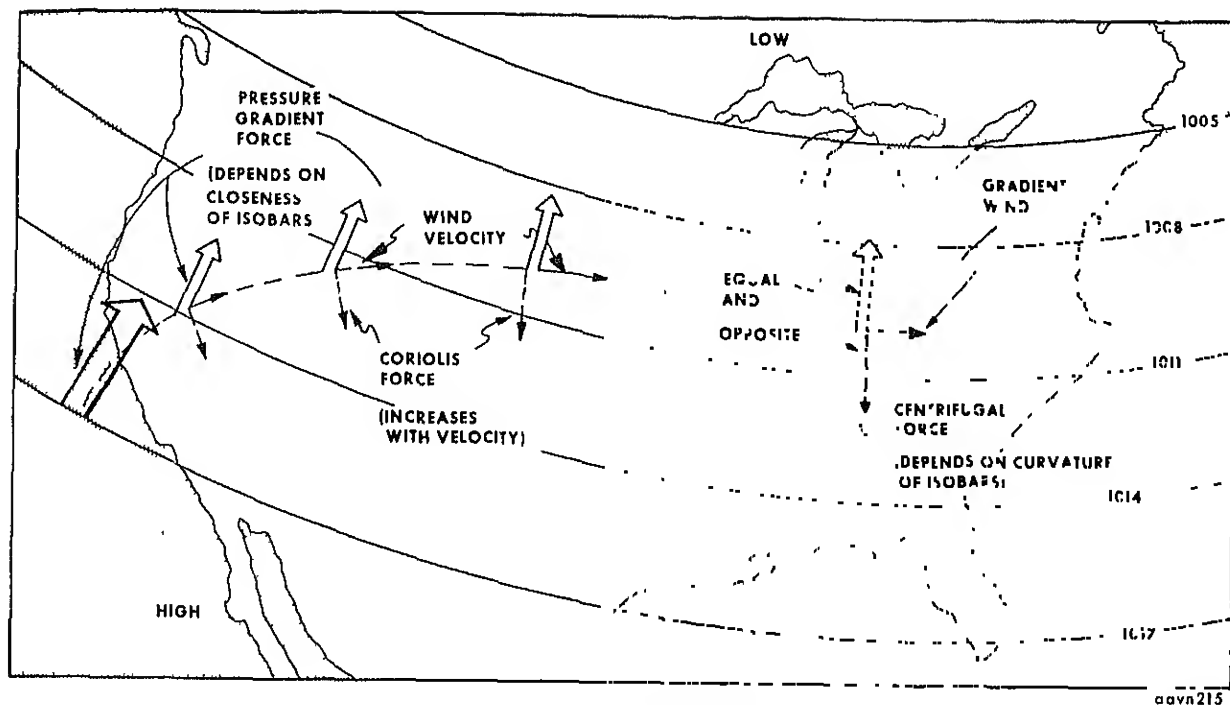 LOW
PRESSURE
GRADIENT
FORCE
(DEPENDS ON
CLOSENESS
OF ISOBARS
WIND
VELOCITY
CORIOLIS
FORCE
(INCREASES
WITH VELOCITY)
HIGH
1005
GRADIENT
WIND
1008
EQUAL
AND
OPPOSITE
1011
CENTRIFUGAL
FORCE
DEPENDS ON CURVATURE
OF ISOBARS)
1014
1017
aavn215